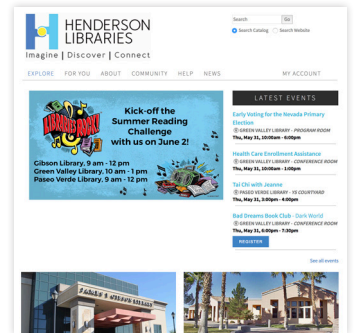 HENDERSON
LIBRARIES
Imagine | Discover | Connect
Search
Go
Search Catalog
Search Website
EXPLORE FOR YOU ABOUT COMMUNITY HELP NEWS MY ACCOUNT
LIBRARIES ROCK!
Kick-off the
Summer Reading
Challenge
with us on June 2!
Gibson Library, 9 am - 12 pm
Green Valley Library, 10 am - 1 pm
Paseo Verde Library, 9 am - 12 pm
LATEST EVENTS
Early Voting for the Nevada Primary
Election
GREEN VALLEY LIBRARY - PROGRAM ROOM
Thu, May 31, 10:00am - 6:00pm
Health Care Enrollment Assistance
GREEN VALLEY LIBRARY - CONFERENCE ROOM
Thu, May 31, 10:00am - 1:00pm
Tai Chi with Jeanne
PASEO VERDE LIBRARY - XS COURTYARD
Thu, May 31, 3:00pm - 4:00pm
Bad Dreams Book Club - Dark World
GREEN VALLEY LIBRARY - CONFERENCE ROOM
Thu, May 31, 6:00pm - 7:30pm
REGISTER
See all events
JAMES I. GIBSON LIBRARY